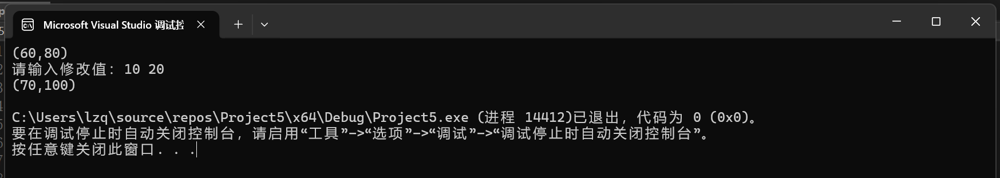 Microsoft Visual Studio 调试控
(60,80)
请输入修改值：10 20
(70,100)
C:\Users\lzq\source\repos\Project5\x64\Debug\Project5.exe (进程 14412)已退出，代码为 0 (0x0)。
要在调试停止时自动关闭控制台，请启用“工具”->“选项”->“调试”->“调试停止时自动关闭控制台”。
按任意键关闭此窗口. . .